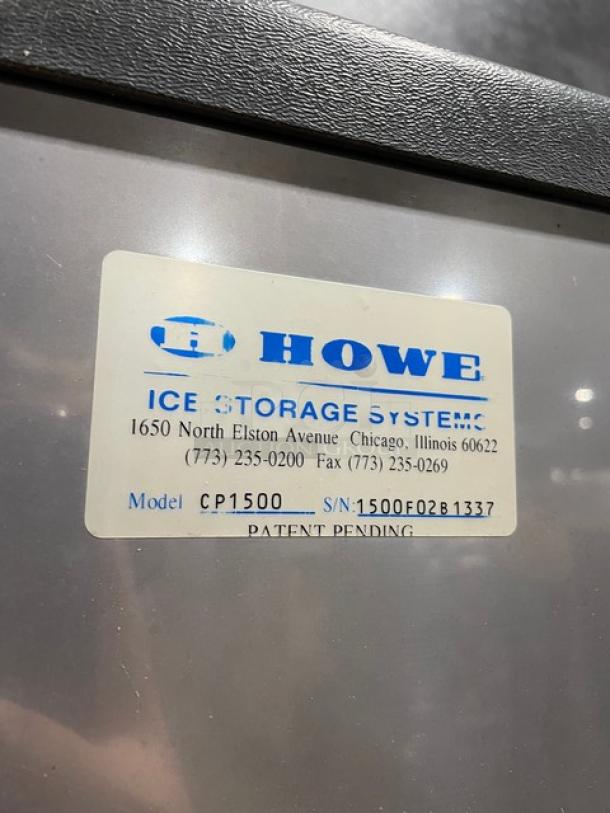 HOWE
ICE STORAGE SYSTEMS
1650 North Elston Avenue Chicago, Illinois 60622
(773) 235-0200 Fax (773) 235-0269
Model CP1500 S/N: 1500F02B1337
PATENT PENDING